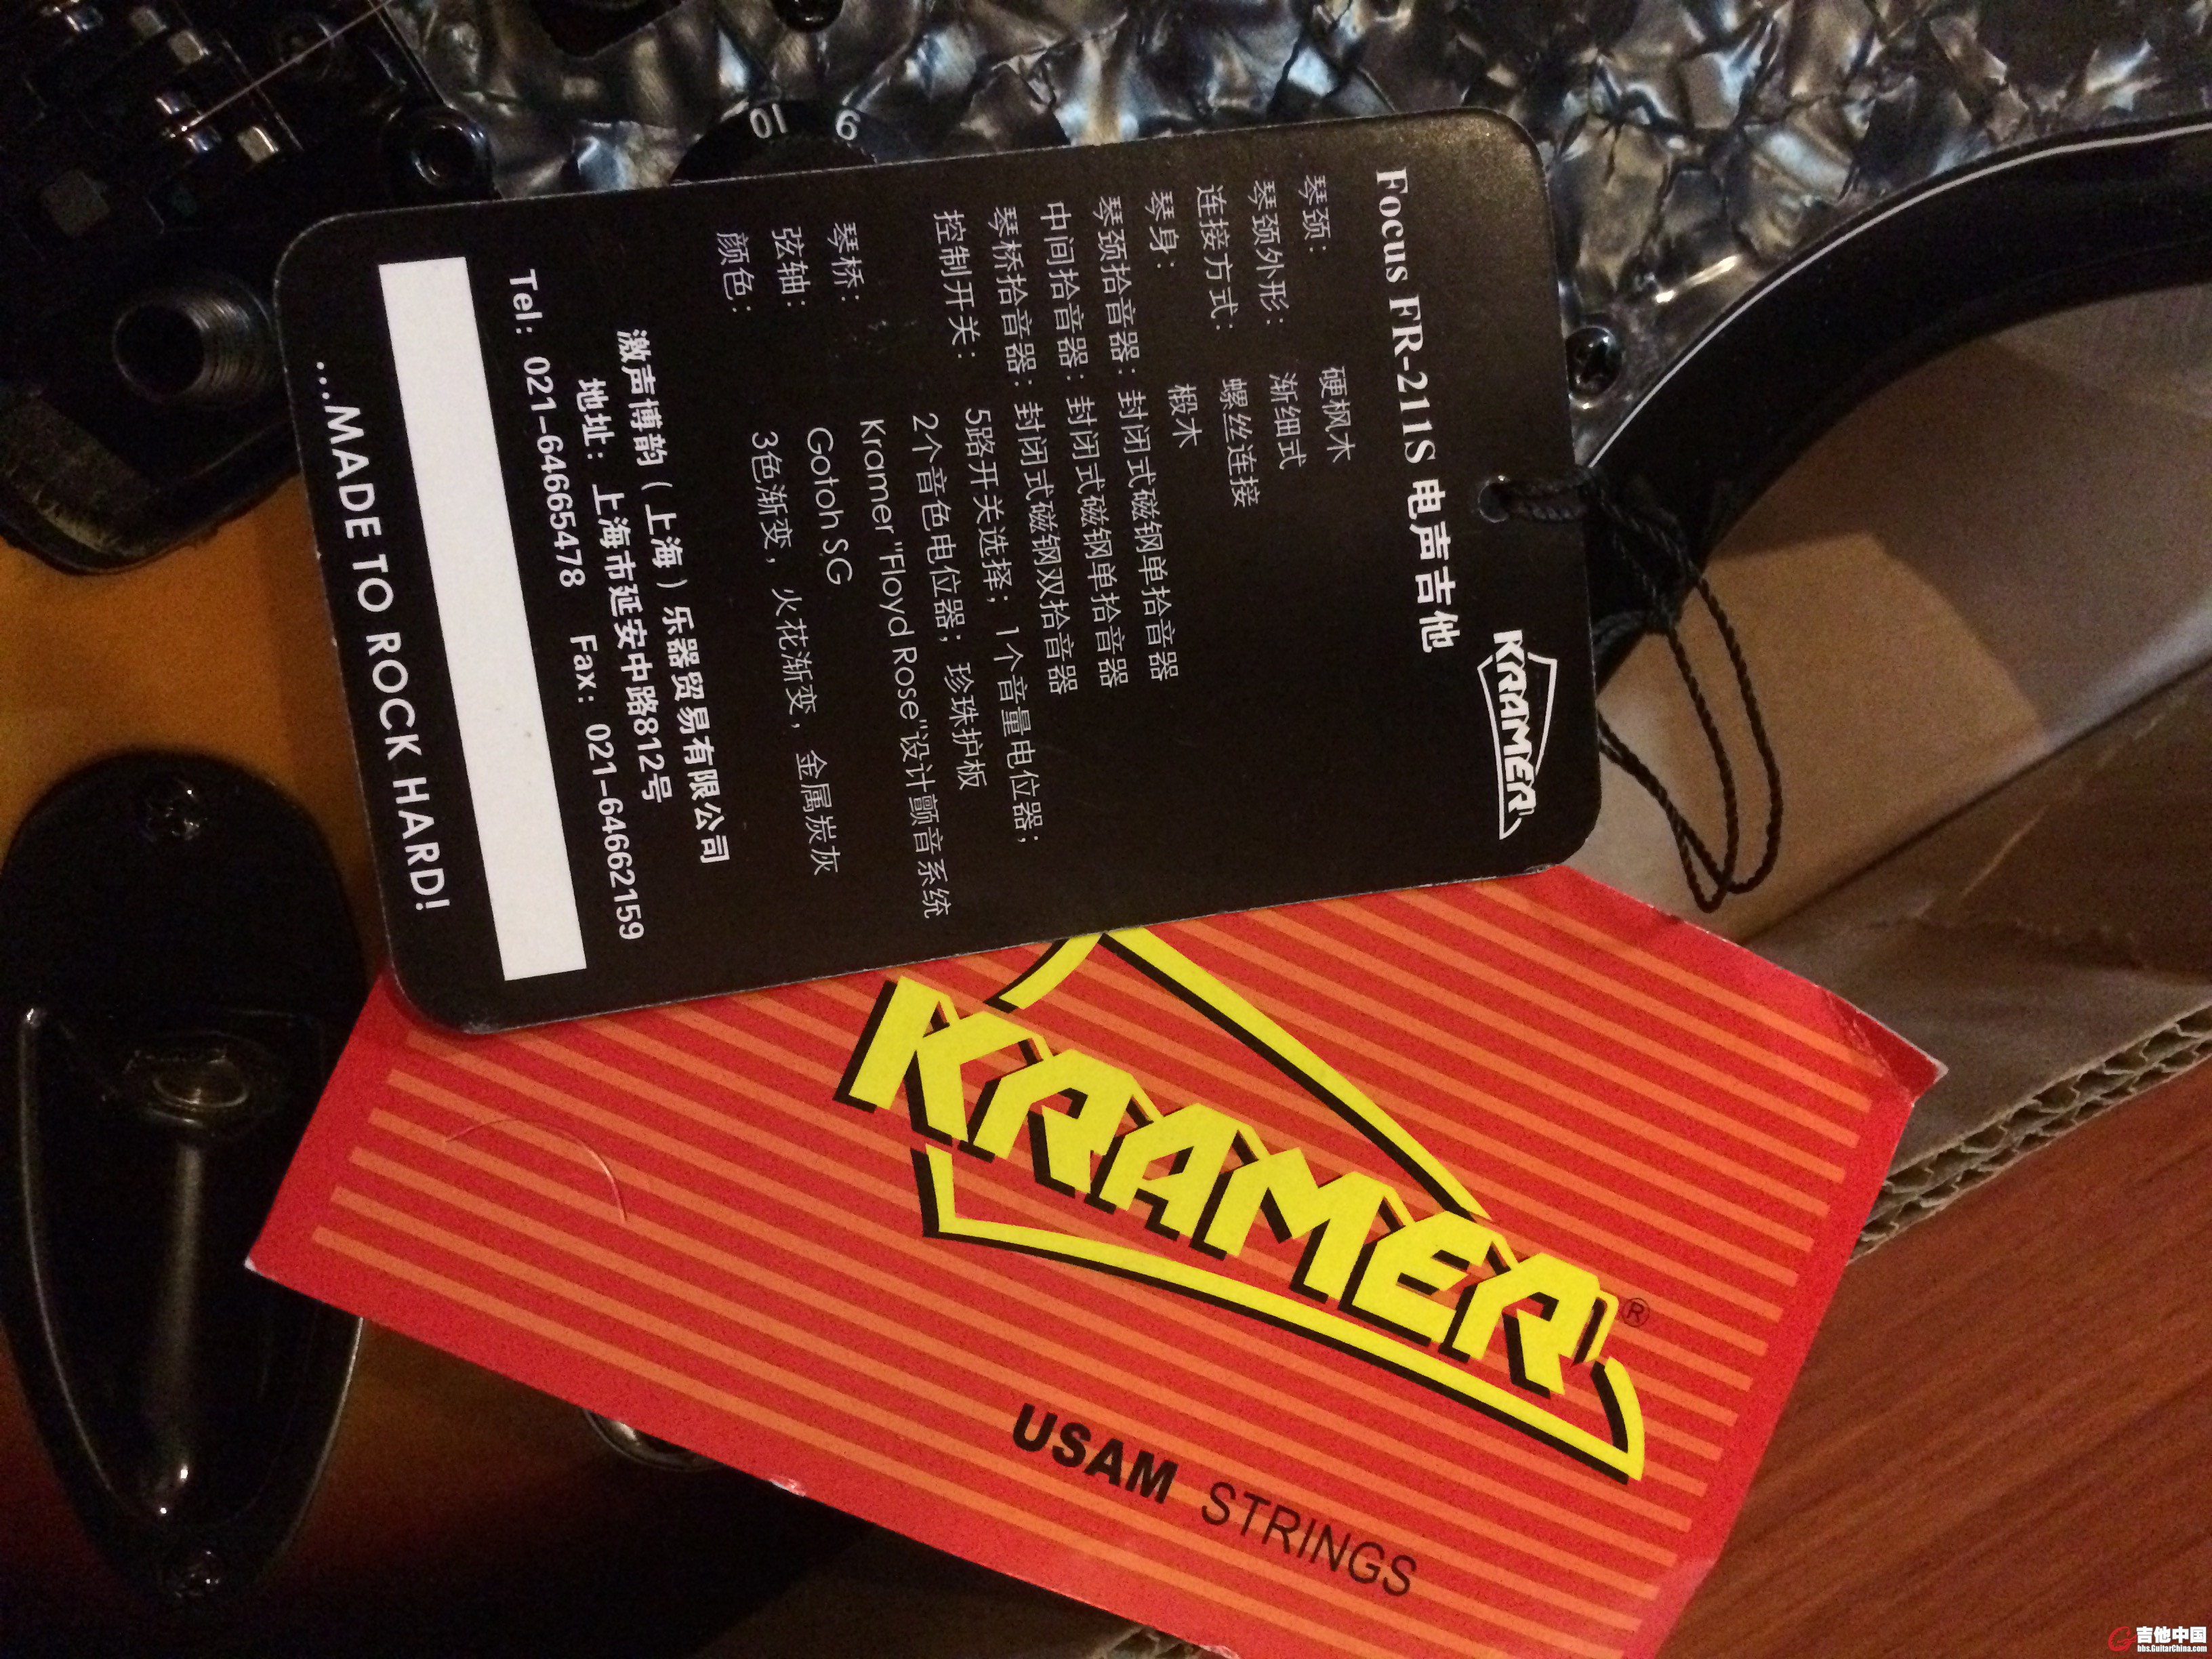 10 9
KRAMER
Focus FR-211S 电声吉他
琴颈: 硬枫木
琴颈外形: 渐细式
连接方式: 螺丝连接
琴身: 椴木
琴颈拾音器: 封闭式磁钢单拾音器
中间拾音器: 封闭式磁钢单拾音器
琴桥拾音器: 封闭式磁钢双拾音器
控制开关: 5路开关选择; 1个音量电位器;
2个音色电位器; 珍珠护板
琴桥: Kramer "Floyd Rose"设计颤音系统
弦轴: Gotoh SG
颜色: 3色渐变, 火花渐变, 金属炭灰
激声博韵(上海)乐器贸易有限公司
地址: 上海市延安中路812号
Tel: 021-64665478 Fax: 021-64662159
...MADE TO ROCK HARD!
KRAMER®
USAM STRINGS
吉他中国
bbs.GuitarChina.com